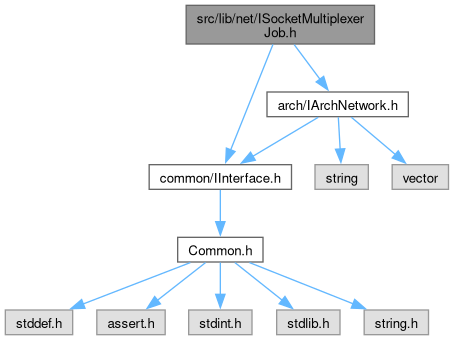 src/lib/net/ISocketMultiplexer
Job.h
arch/IArchNetwork.h
common/IInterface.h
string
vector
Common.h
stddef.h
assert.h
stdint.h
stdlib.h
string.h